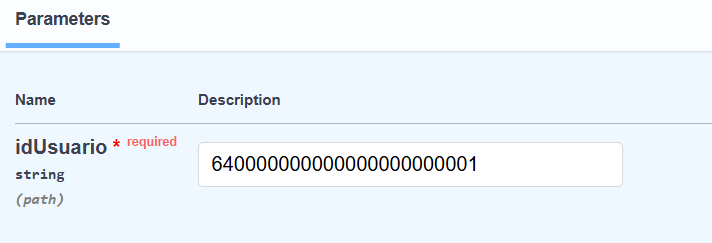 Parameters
Name Description
idUsuario * required
640000000000000000000001
string
(path)